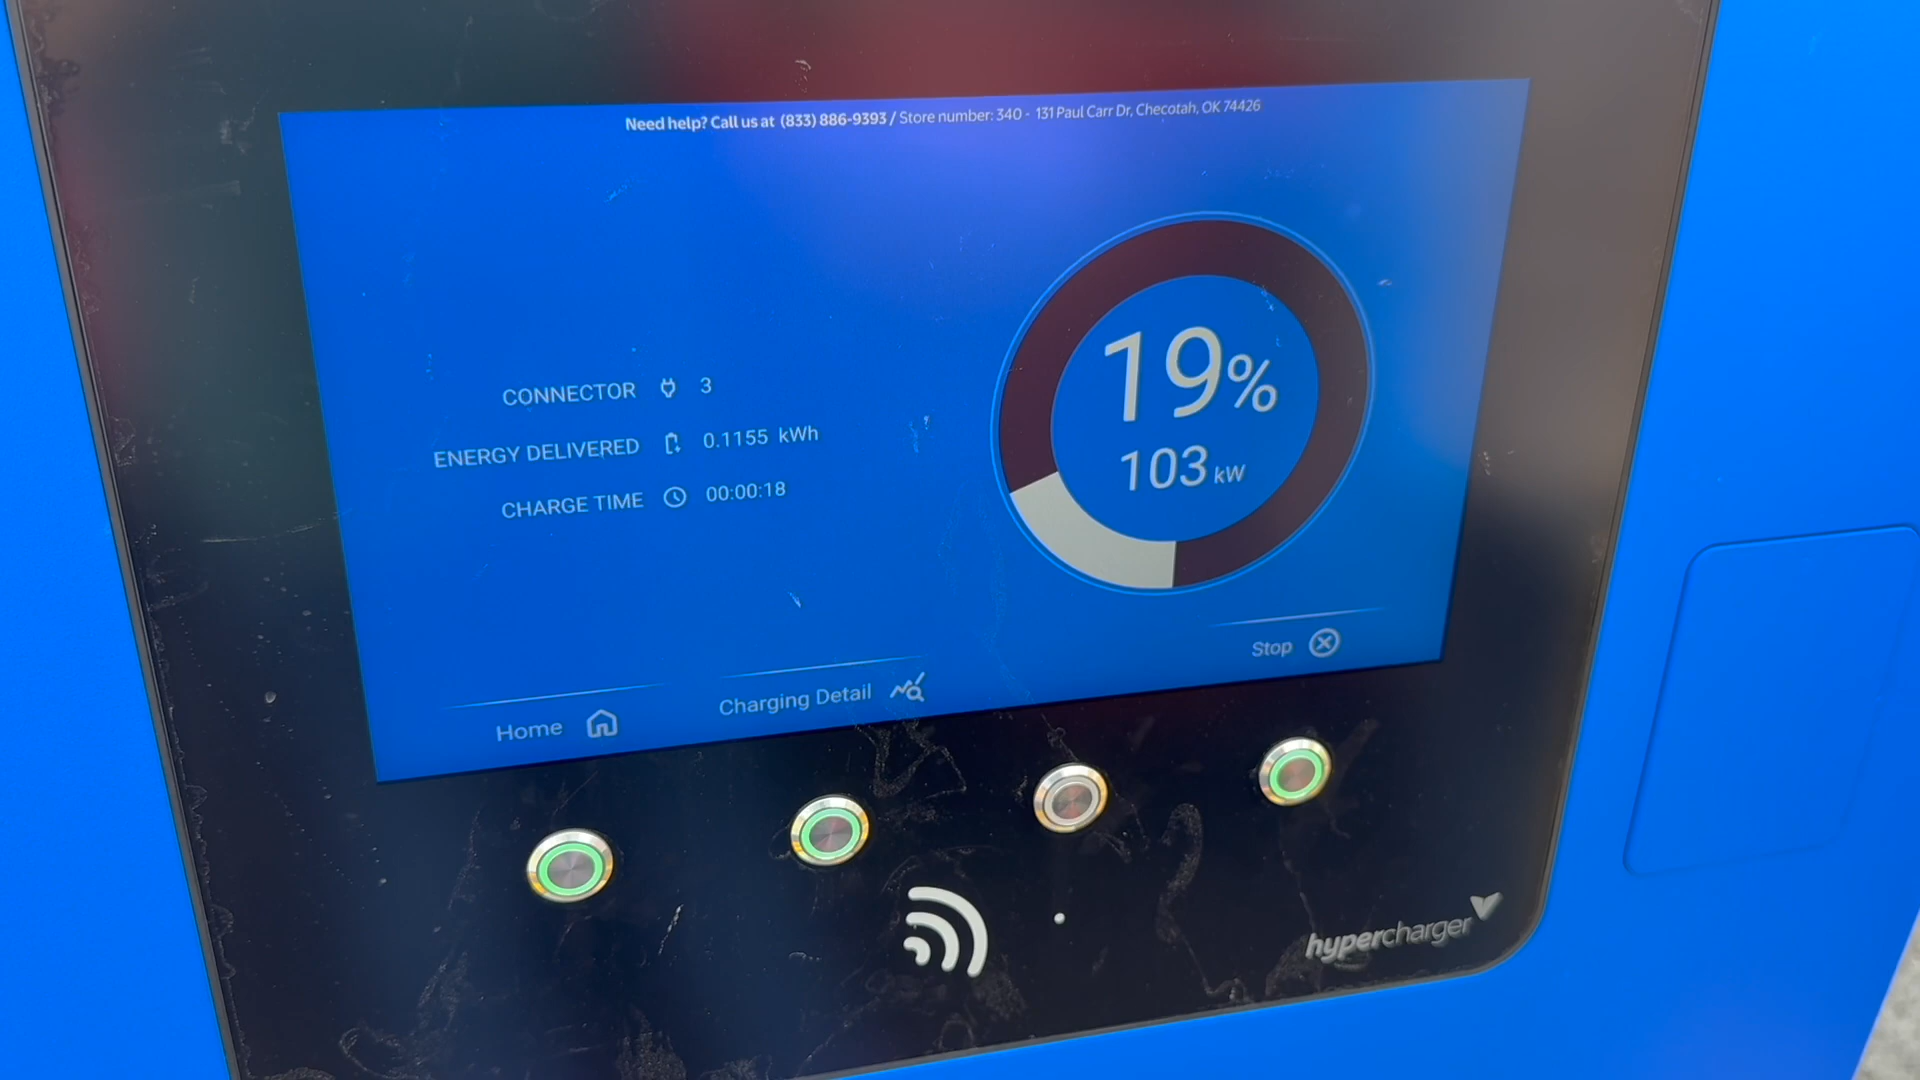 Need help? Call us at (833) 886-9393 / Store number: 340 - 131 Paul Carr Dr, Checotah, OK 74426
CONNECTOR 3
ENERGY DELIVERED 0.1155 kWh
CHARGE TIME 00:00:18
19%
103 kW
Home
Charging Detail
Stop
hypercharger